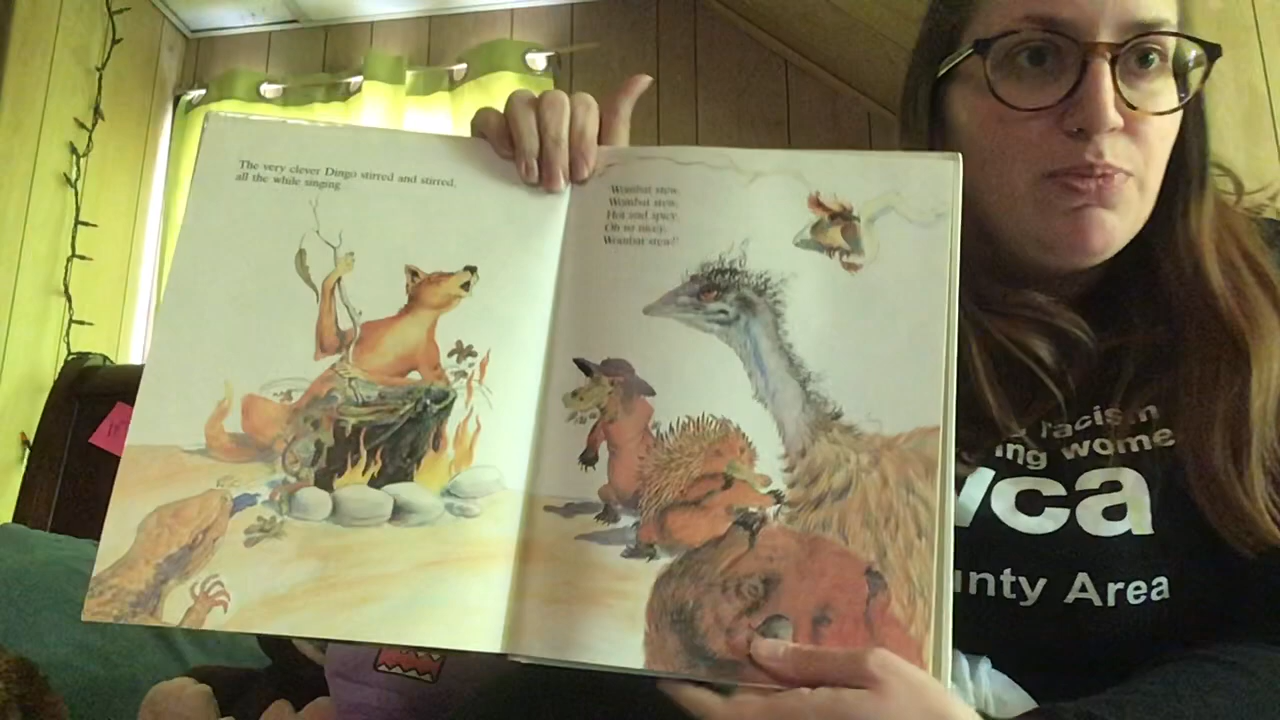 The very clever Dingo stirred and stirred,
all the while singing,
"Wombat stew,
Wombat stew,
Hot and spicy,
Oh so nicey,
Wombat stew!"
racis n
ing wome
vca
unty Area